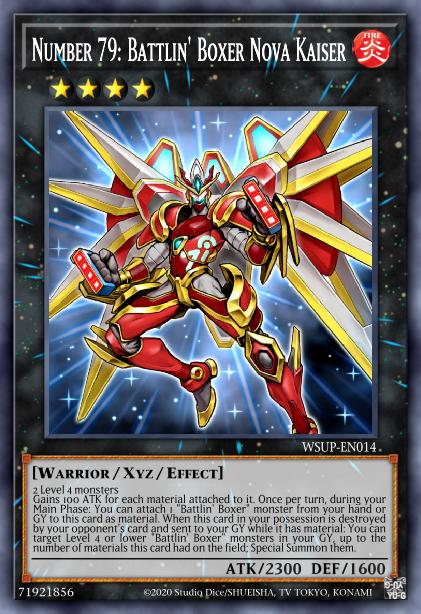 Number 79: Battlin' Boxer Nova Kaiser
FIRE
炎
WSUP-EN014
[Warrior / Xyz / Effect]
2 Level 4 monsters
Gains 100 ATK for each material attached to it. Once per turn, during your
Main Phase: You can attach 1 "Battlin' Boxer" monster from your hand or
GY to this card as material. When this card in your possession is destroyed
by your opponent's card and sent to your GY while it has material: You can
target Level 4 or lower "Battlin' Boxer" monsters in your GY, up to the
number of materials this card had on the field; Special Summon them.
ATK/2300 DEF/1600
71921856
©2020 Studio Dice/SHUEISHA, TV TOKYO, KONAMI